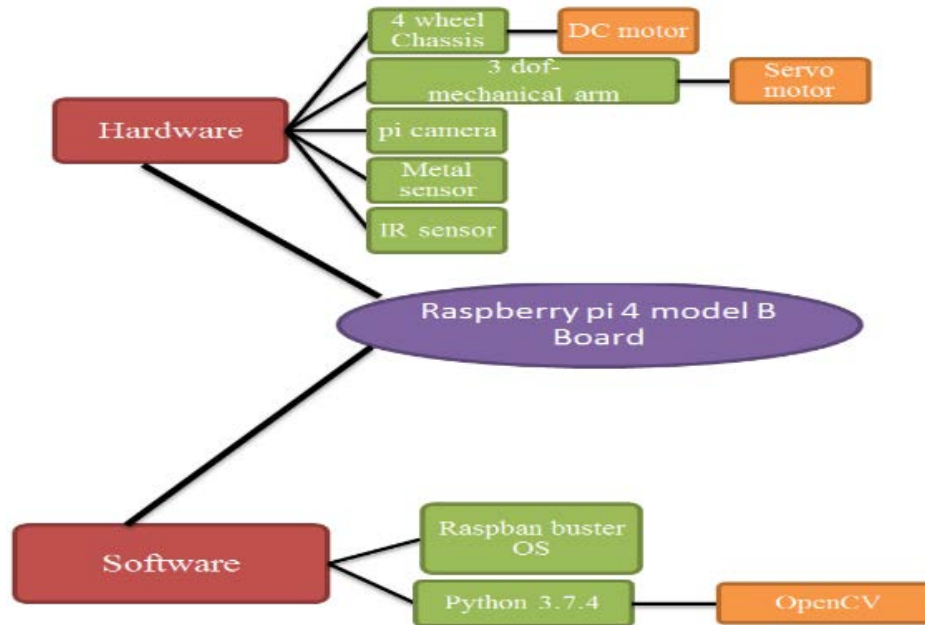 4 wheel
Chassis
DC motor
3 dof-
mechanical arm
Servo
motor
Hardware
pi camera
Metal
sensor
IR sensor
Raspberry pi 4 model B
Board
Raspban buster
OS
Software
Python 3.7.4
OpenCV